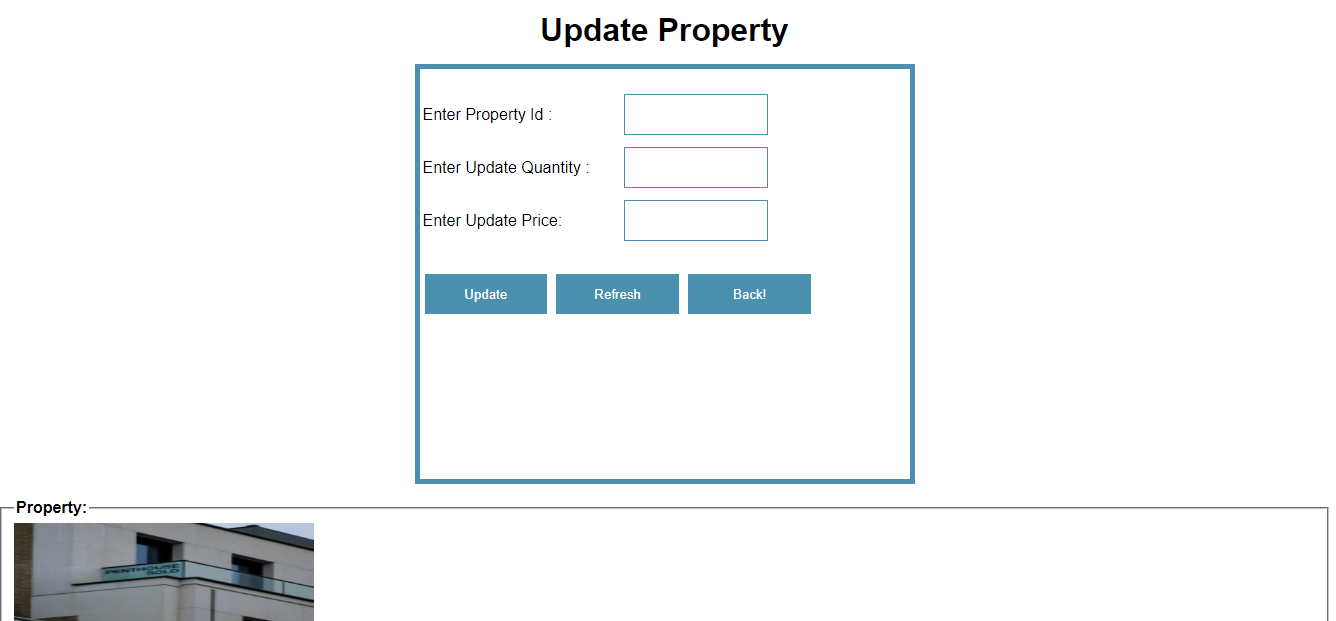 Update Property
Enter Property Id :
Enter Update Quantity :
Enter Update Price:
Update Refresh Back!
Property:
PENTHOUSE
SOLD